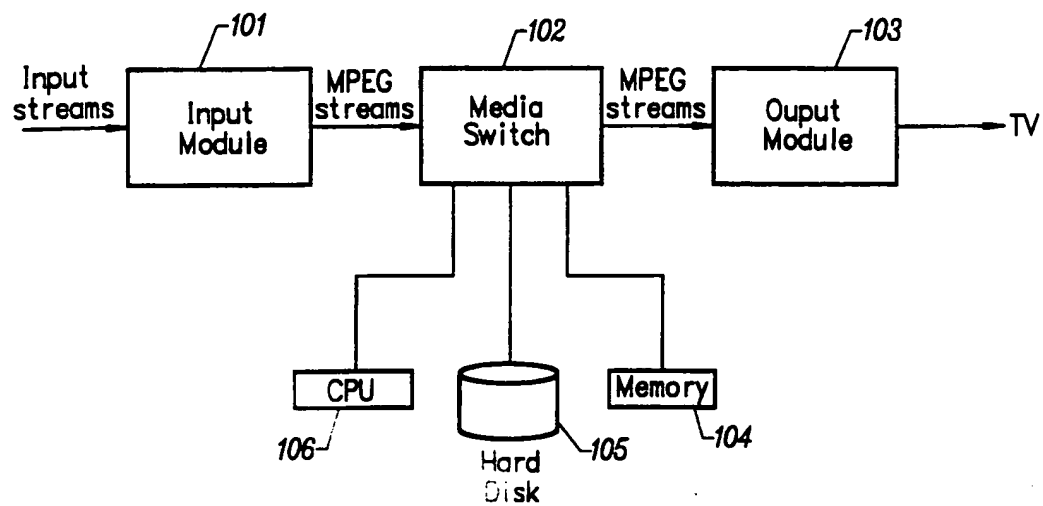 101
102
103
Input
streams
MPEG
streams
MPEG
streams
Input
Module
Media
Switch
Ouput
Module
TV
CPU
Memory
106
105
104
Hard
Disk